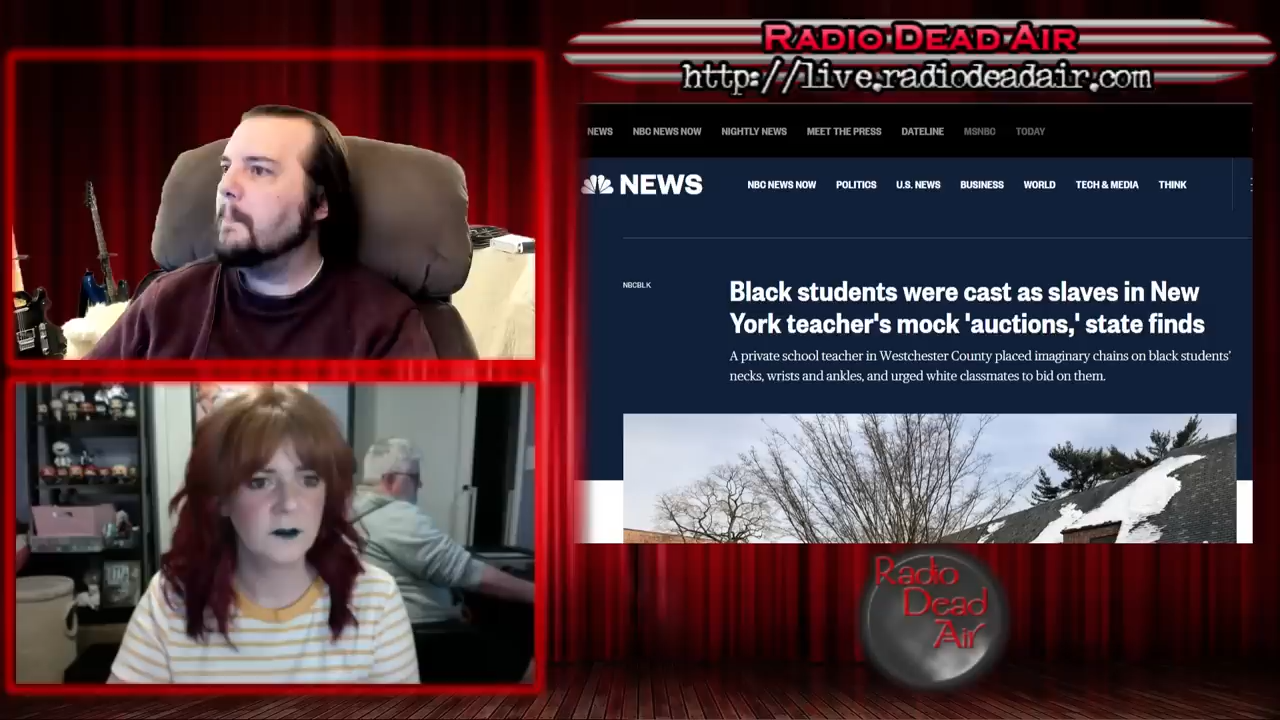 Radio Dead Air
http://live.radiodeadair.com
NEWS NBC NEWS NOW NIGHTLY NEWS MEET THE PRESS DATELINE MSNBC TODAY
NEWS NBC NEWS NOW POLITICS U.S. NEWS BUSINESS WORLD TECH & MEDIA THINK
NBCBLK
Black students were cast as slaves in New
York teacher's mock 'auctions,' state finds
A private school teacher in Westchester County placed imaginary chains on black students'
necks, wrists and ankles, and urged white classmates to bid on them.
Radio
Dead
Air